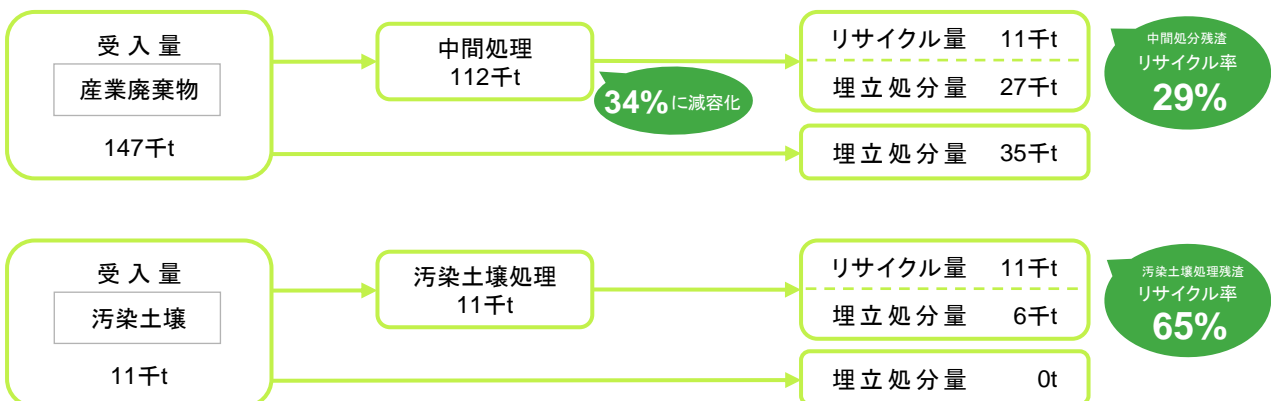 受入量
産業廃棄物
147千t
中間処理
112千t
34%に減容化
リサイクル量 11千t
埋立処分量 27千t
埋立処分量 35千t
中間処分残渣
リサイクル率
29%
受入量
汚染土壌
11千t
汚染土壌処理
11千t
リサイクル量 11千t
埋立処分量 6千t
埋立処分量 0t
汚染土壌処理残渣
リサイクル率
65%